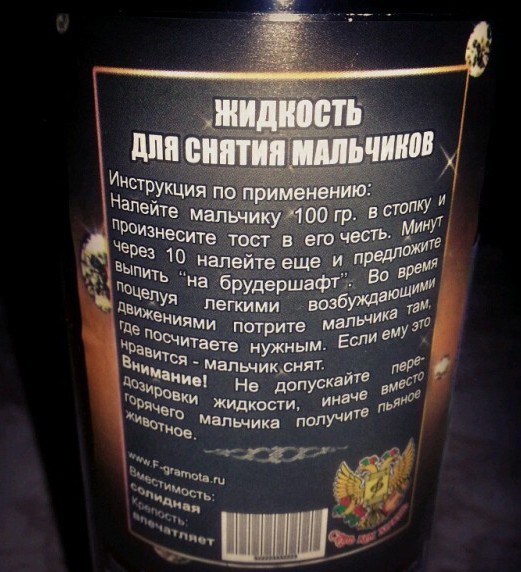 ЖИДКОСТЬ
ДЛЯ СНЯТИЯ МАЛЬЧИКОВ
Инструкция по применению:
Налейте мальчику 100 гр. в стопку и
произнесите тост в его честь. Минут
через 10 налейте еще и предложите
выпить “на брудершафт”. Во время
поцелуя легкими возбуждающими
движениями потрите мальчика там,
где посчитаете нужным. Если ему это
нравится - мальчик снят.
Внимание! Не допускайте пере-
дозировки жидкости, иначе вместо
горячего мальчика получите пьяное
животное.
www.F-gramota.ru
Вместимость:
солидная
Крепость:
впечатляет